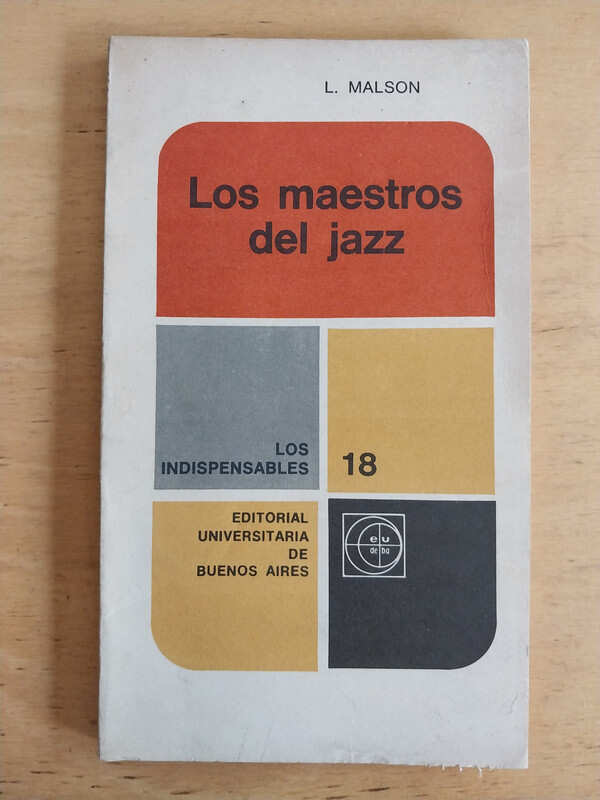 L. MALSON
Los maestros
del jazz
LOS
INDISPENSABLES
18
EDITORIAL
UNIVERSITARIA
DE
BUENOS AIRES
eu
de ba